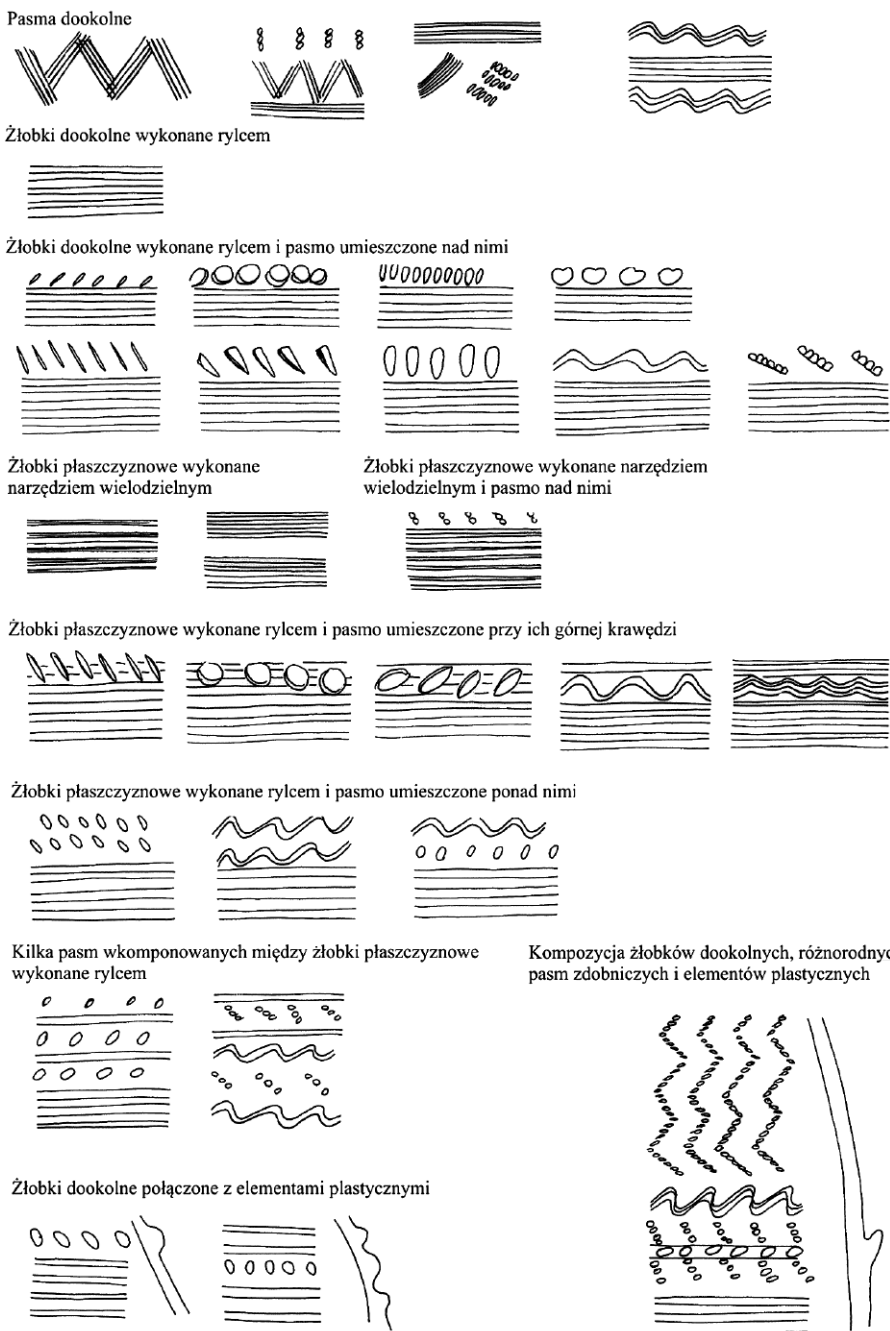 Pasma dookolne
Żłobki dookolne wykonane rylcem
Żłobki dookolne wykonane rylcem i pasmo umieszczone nad nimi
Żłobki płaszczyznowe wykonane
narzędziem wielodzielnym
Żłobki płaszczyznowe wykonane narzędziem
wielodzielnym i pasmo nad nimi
Żłobki płaszczyznowe wykonane rylcem i pasmo umieszczone przy ich górnej krawędzi
Żłobki płaszczyznowe wykonane rylcem i pasmo umieszczone ponad nimi
Kilka pasm wkomponowanych między żłobki płaszczyznowe
wykonane rylcem
Kompozycja żłobków dookolnych, różnorodnyc
pasm zdobniczych i elementów plastycznych
Żłobki dookolne połączone z elementami plastycznymi